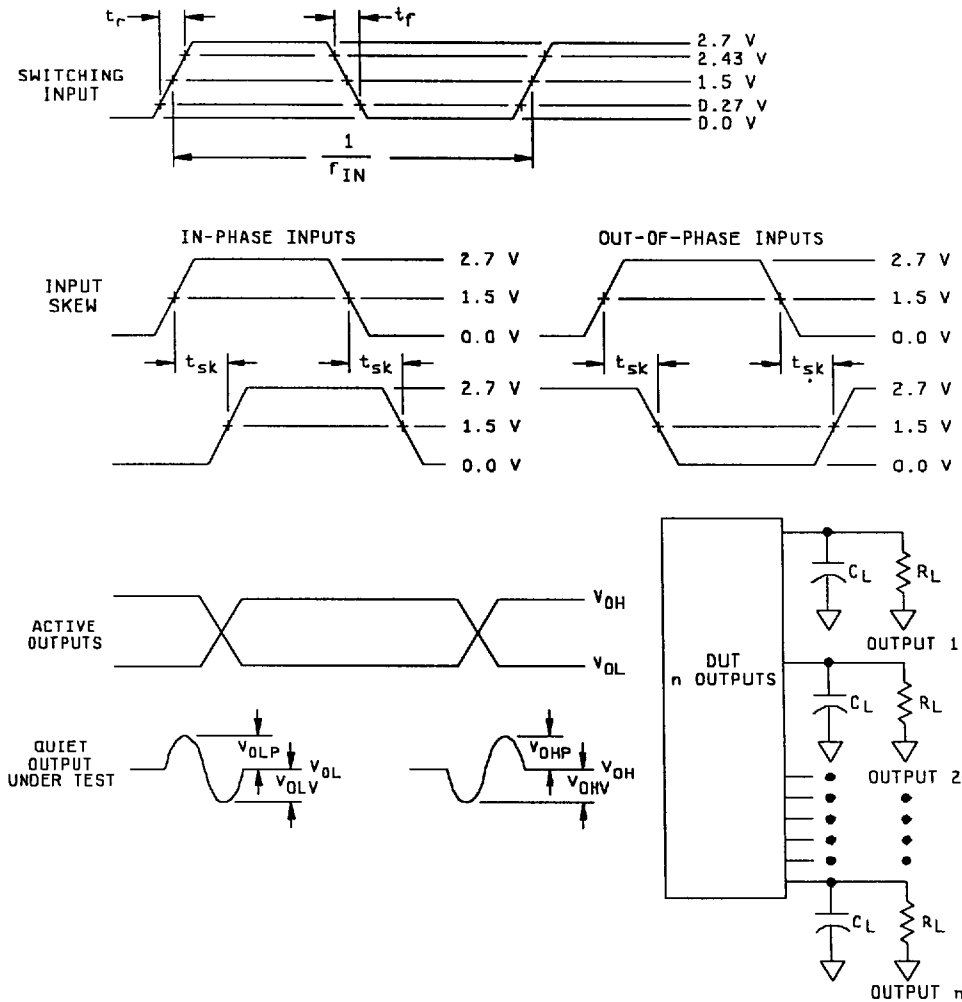 t_r
t_f
SWITCHING
INPUT
2.7 V
2.43 V
1.5 V
0.27 V
0.0 V
1
f_IN
IN-PHASE INPUTS
OUT-OF-PHASE INPUTS
INPUT
SKEW
2.7 V
1.5 V
0.0 V
2.7 V
1.5 V
0.0 V
t_sk
t_sk
t_sk
t_sk
2.7 V
1.5 V
0.0 V
2.7 V
1.5 V
0.0 V
ACTIVE
OUTPUTS
V_OH
V_OL
QUIET
OUTPUT
UNDER TEST
V_OLP
V_OL
V_OLV
V_OHP
V_OH
V_OHV
DUT
n OUTPUTS
C_L
R_L
OUTPUT 1
C_L
R_L
OUTPUT 2
C_L
R_L
OUTPUT n